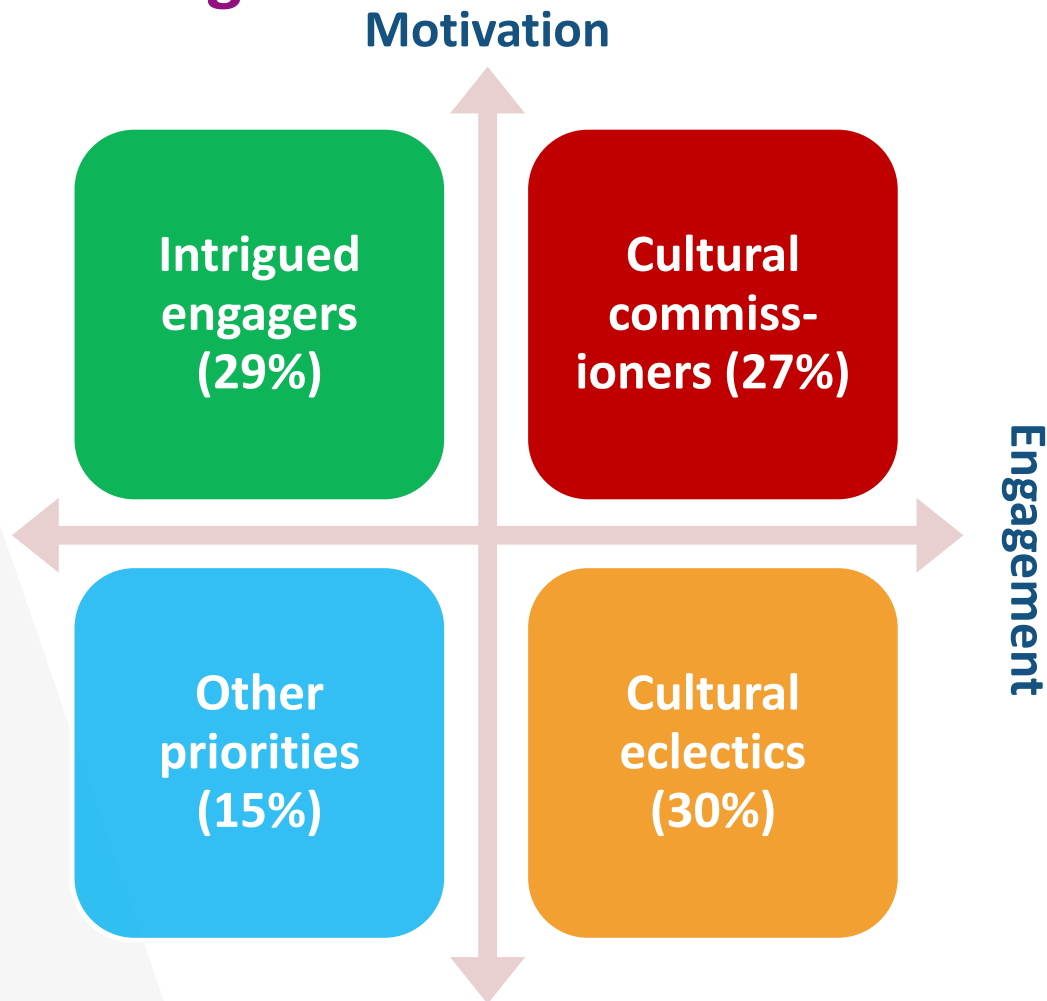 Motivation
Intrigued
engagers
(29%)
Cultural
commiss-
ioners (27%)
Engagement
Other
priorities
(15%)
Cultural
eclectics
(30%)